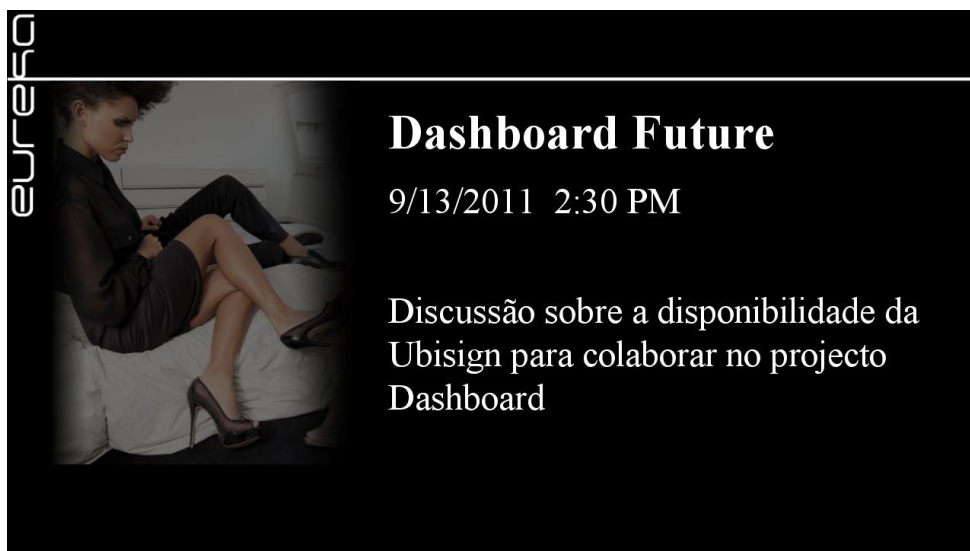 eureka
Dashboard Future
9/13/2011 2:30 PM
Discussão sobre a disponibilidade da
Ubisign para colaborar no projecto
Dashboard